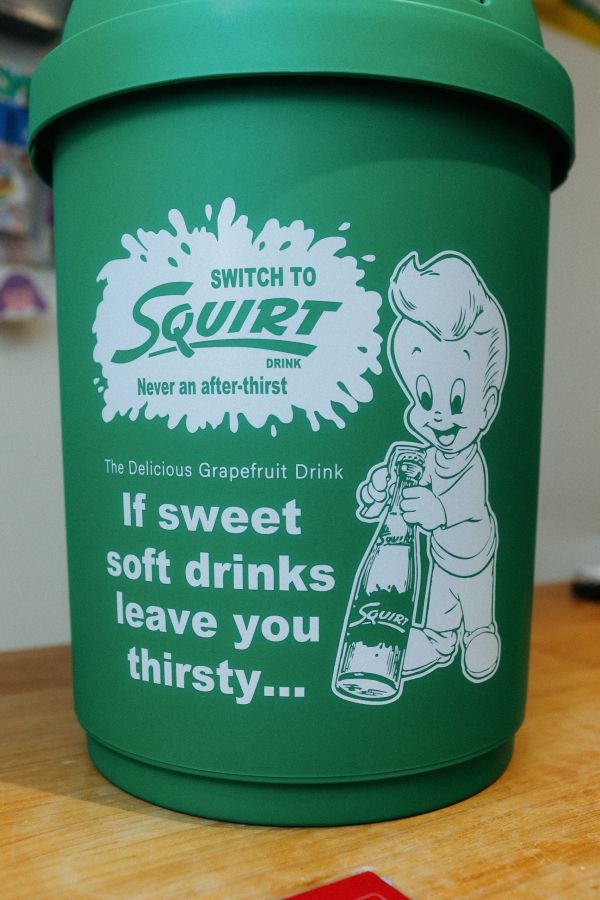 SWITCH TO
SQUIRT
DRINK
Never an after-thirst
The Delicious Grapefruit Drink
If sweet
soft drinks
leave you
thirsty...
SQUIRT
SQUIRT